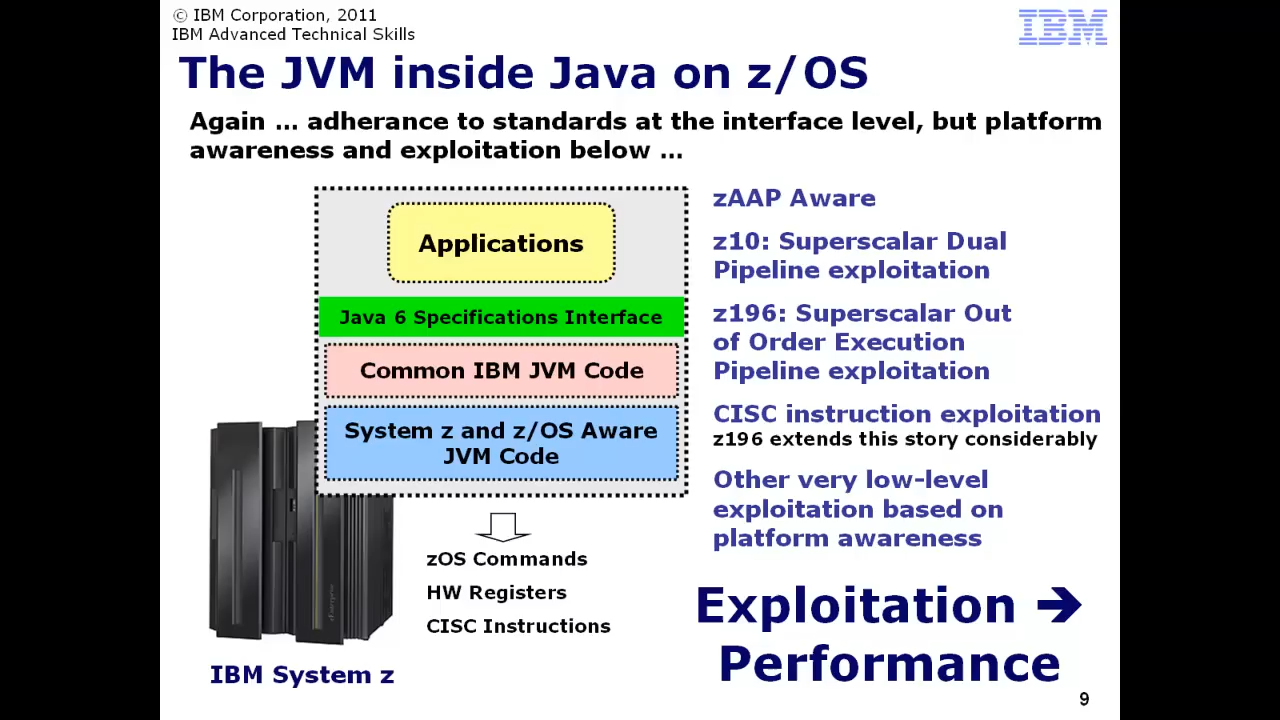 © IBM Corporation, 2011
IBM Advanced Technical Skills
IBM
The JVM inside Java on z/OS
Again … adherance to standards at the interface level, but platform
awareness and exploitation below …
Applications
Java 6 Specifications Interface
Common IBM JVM Code
System z and z/OS Aware
JVM Code
zOS Commands
HW Registers
CISC Instructions
IBM System z
zAAP Aware
z10: Superscalar Dual
Pipeline exploitation
z196: Superscalar Out
of Order Execution
Pipeline exploitation
CISC instruction exploitation
z196 extends this story considerably
Other very low-level
exploitation based on
platform awareness
Exploitation ➔
Performance
9